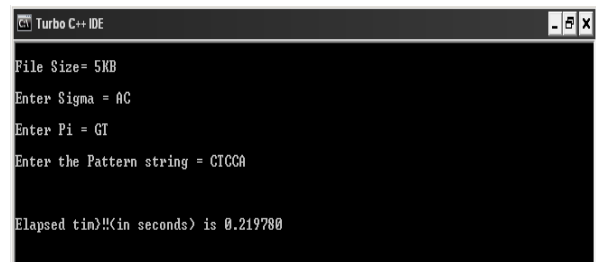 Turbo C++ IDE
File Size= 5KB
Enter Sigma = AC
Enter Pi = GT
Enter the Pattern string = CTCCA
Elapsed tim}‼(in seconds) is 0.219780